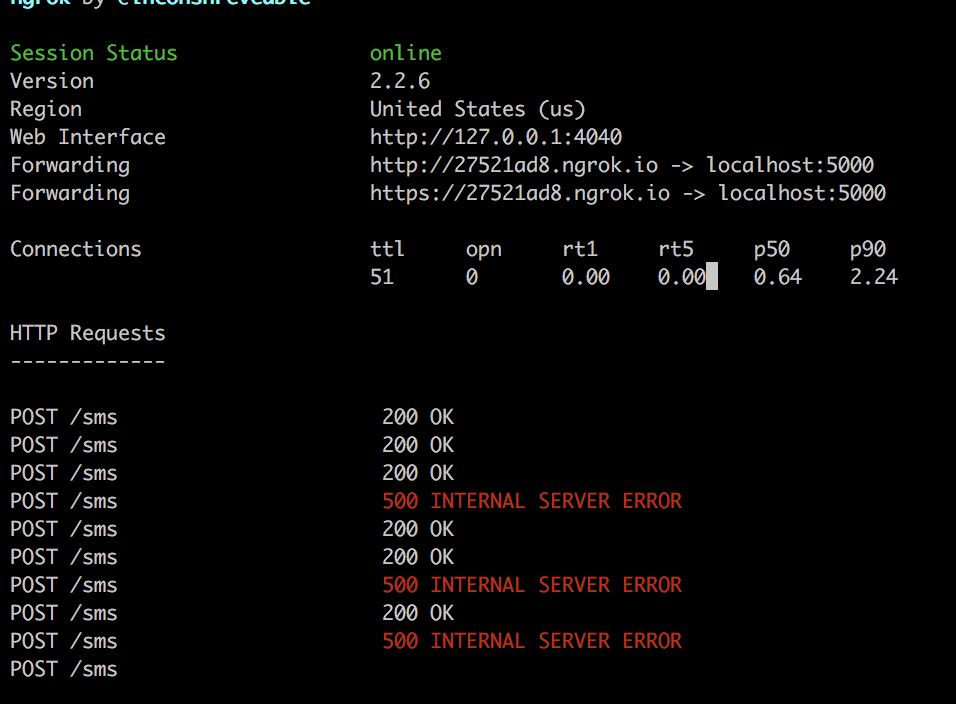 ngrok by @inconshreveable
Session Status online
Version 2.2.6
Region United States (us)
Web Interface http://127.0.0.1:4040
Forwarding http://27521ad8.ngrok.io -> localhost:5000
Forwarding https://27521ad8.ngrok.io -> localhost:5000
Connections ttl opn rt1 rt5 p50 p90
51 0 0.00 0.00 0.64 2.24
HTTP Requests
-------------
POST /sms 200 OK
POST /sms 200 OK
POST /sms 200 OK
POST /sms 500 INTERNAL SERVER ERROR
POST /sms 200 OK
POST /sms 200 OK
POST /sms 500 INTERNAL SERVER ERROR
POST /sms 200 OK
POST /sms 500 INTERNAL SERVER ERROR
POST /sms